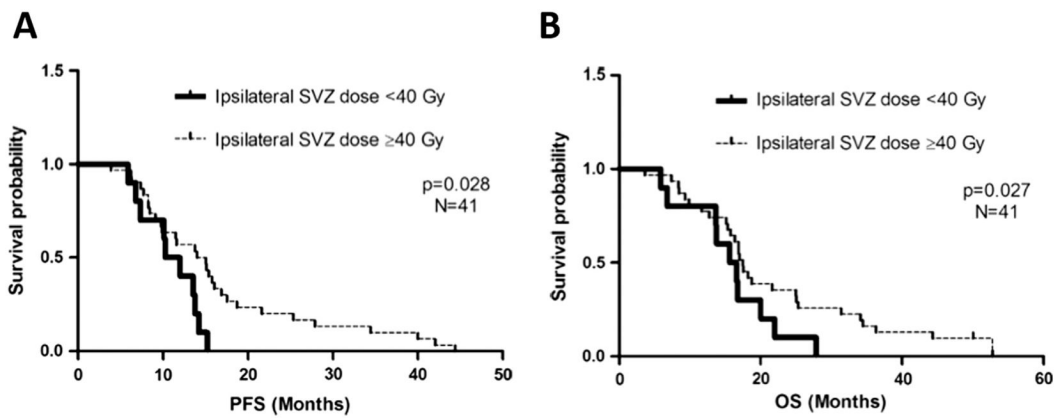 A
1.5
1.0
0.5
0.0
Survival probability
Ipsilateral SVZ dose <40 Gy
Ipsilateral SVZ dose ≥40 Gy
p=0.028
N=41
0 10 20 30 40 50
PFS (Months)
B
1.5
1.0
0.5
0.0
Survival probability
Ipsilateral SVZ dose <40 Gy
Ipsilateral SVZ dose ≥40 Gy
p=0.027
N=41
0 20 40 60
OS (Months)